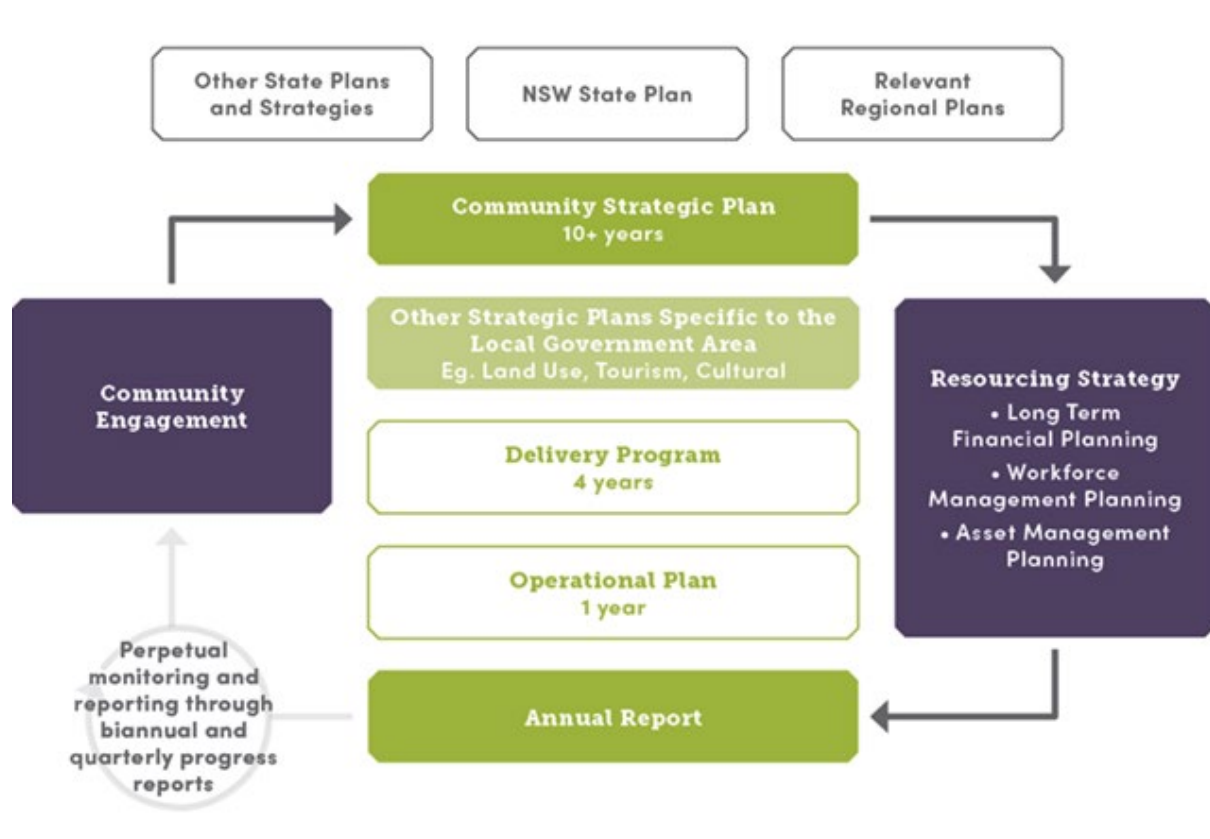 Other State Plans
and Strategies
NSW State Plan
Relevant
Regional Plans
Community Strategic Plan
10+ years
Other Strategic Plans Specific to the
Local Government Area
Eg. Land Use, Tourism, Cultural
Community
Engagement
Delivery Program
4 years
Operational Plan
1 year
Resourcing Strategy
• Long Term
Financial Planning
• Workforce
Management Planning
• Asset Management
Planning
Perpetual
monitoring and
reporting through
biannual and
quarterly progress
reports
Annual Report